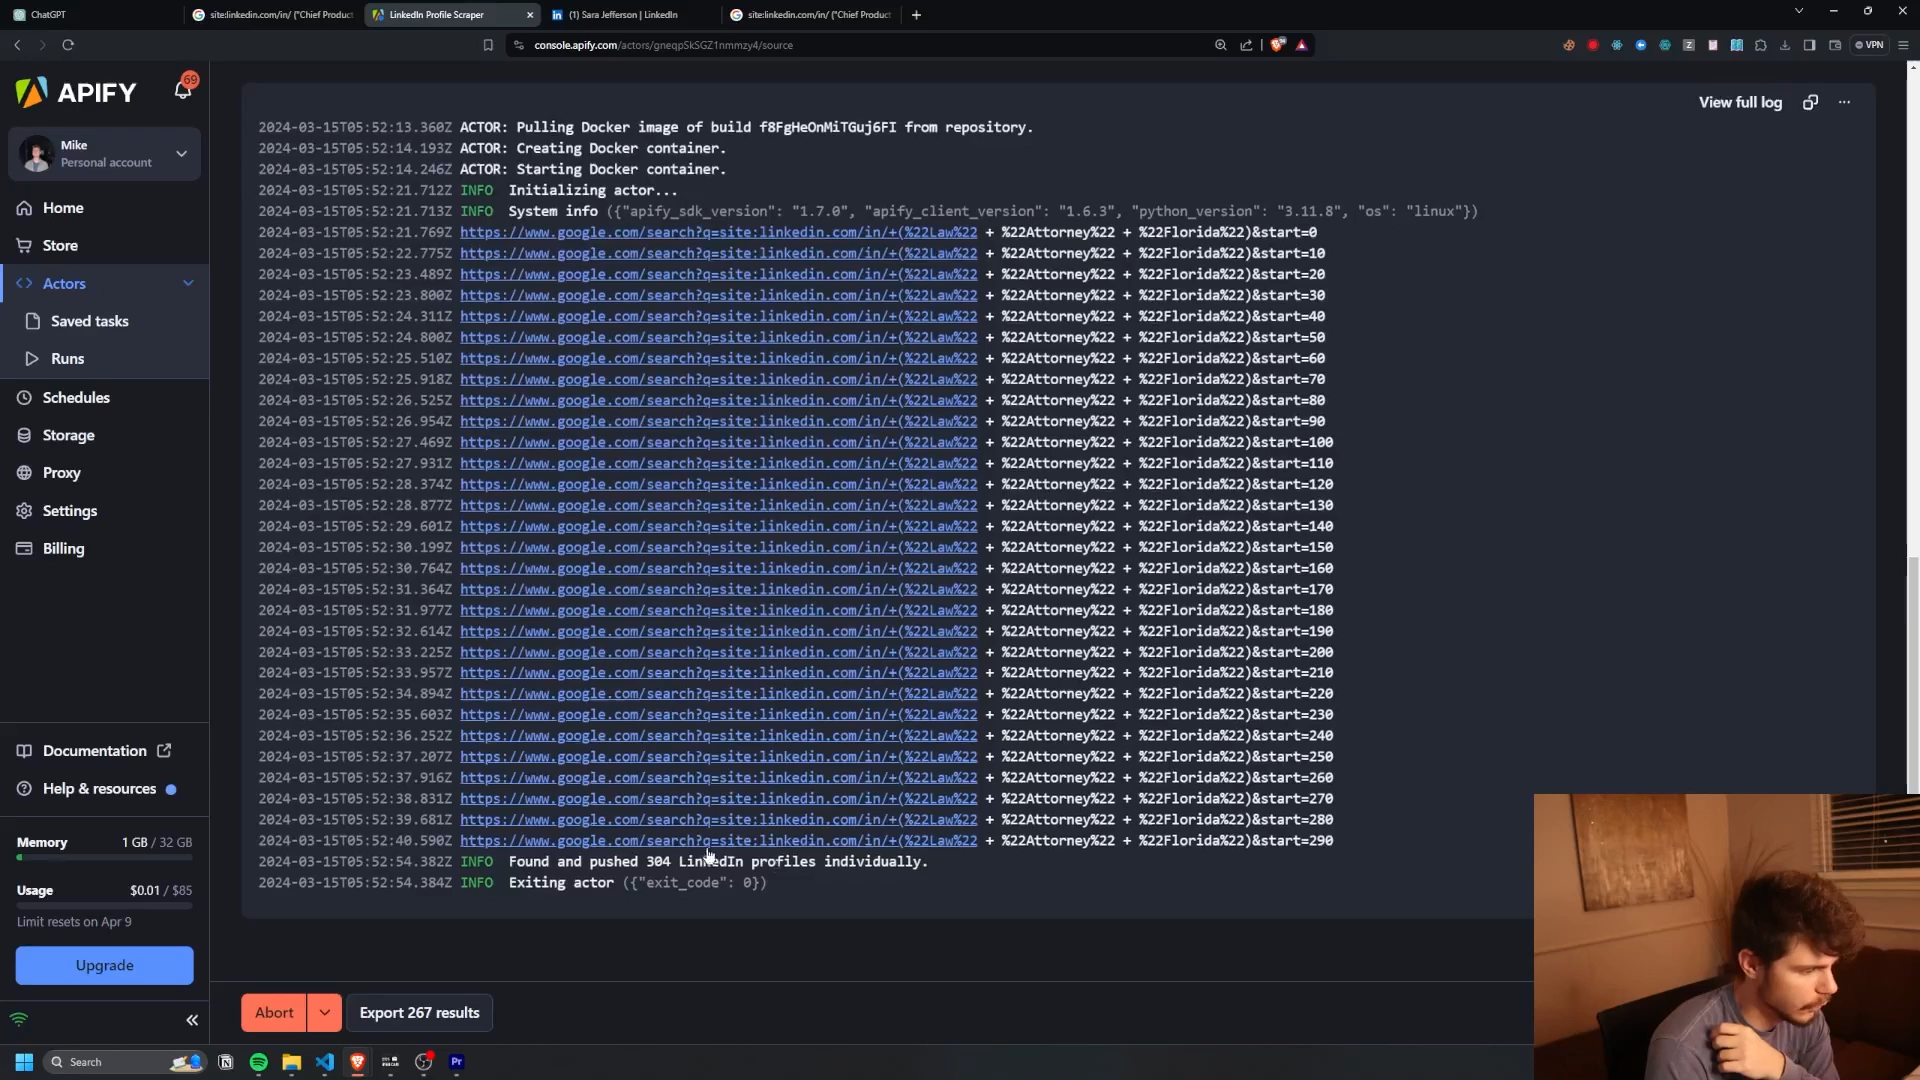 ChatGPT
site:linkedin.com/in/ ("Chief Product
LinkedIn Profile Scraper
(1) Sara Jefferson | LinkedIn
site:linkedin.com/in/ ("Chief Product
console.apify.com/actors/gneqpSkSGZ1nmmzy4/source
VPN
APIFY
69
Mike
Personal account
Home
Store
Actors
Saved tasks
Runs
Schedules
Storage
Proxy
Settings
Billing
Documentation
Help & resources
Memory 1 GB / 32 GB
Usage $0.01 / $85
Limit resets on Apr 9
Upgrade
View full log
2024-03-15T05:52:13.360Z ACTOR: Pulling Docker image of build f8FgHeOnMiTGuj6FI from repository.
2024-03-15T05:52:14.193Z ACTOR: Creating Docker container.
2024-03-15T05:52:14.246Z ACTOR: Starting Docker container.
2024-03-15T05:52:21.712Z INFO Initializing actor...
2024-03-15T05:52:21.713Z INFO System info ({"apify_sdk_version": "1.7.0", "apify_client_version": "1.6.3", "python_version": "3.11.8", "os": "linux"})
2024-03-15T05:52:21.769Z https://www.google.com/search?q=site:linkedin.com/in/+(%22Law%22 + %22Attorney%22 + %22Florida%22)&start=0
2024-03-15T05:52:22.775Z https://www.google.com/search?q=site:linkedin.com/in/+(%22Law%22 + %22Attorney%22 + %22Florida%22)&start=10
2024-03-15T05:52:23.489Z https://www.google.com/search?q=site:linkedin.com/in/+(%22Law%22 + %22Attorney%22 + %22Florida%22)&start=20
2024-03-15T05:52:23.800Z https://www.google.com/search?q=site:linkedin.com/in/+(%22Law%22 + %22Attorney%22 + %22Florida%22)&start=30
2024-03-15T05:52:24.311Z https://www.google.com/search?q=site:linkedin.com/in/+(%22Law%22 + %22Attorney%22 + %22Florida%22)&start=40
2024-03-15T05:52:24.800Z https://www.google.com/search?q=site:linkedin.com/in/+(%22Law%22 + %22Attorney%22 + %22Florida%22)&start=50
2024-03-15T05:52:25.510Z https://www.google.com/search?q=site:linkedin.com/in/+(%22Law%22 + %22Attorney%22 + %22Florida%22)&start=60
2024-03-15T05:52:25.918Z https://www.google.com/search?q=site:linkedin.com/in/+(%22Law%22 + %22Attorney%22 + %22Florida%22)&start=70
2024-03-15T05:52:26.525Z https://www.google.com/search?q=site:linkedin.com/in/+(%22Law%22 + %22Attorney%22 + %22Florida%22)&start=80
2024-03-15T05:52:26.954Z https://www.google.com/search?q=site:linkedin.com/in/+(%22Law%22 + %22Attorney%22 + %22Florida%22)&start=90
2024-03-15T05:52:27.469Z https://www.google.com/search?q=site:linkedin.com/in/+(%22Law%22 + %22Attorney%22 + %22Florida%22)&start=100
2024-03-15T05:52:27.931Z https://www.google.com/search?q=site:linkedin.com/in/+(%22Law%22 + %22Attorney%22 + %22Florida%22)&start=110
2024-03-15T05:52:28.374Z https://www.google.com/search?q=site:linkedin.com/in/+(%22Law%22 + %22Attorney%22 + %22Florida%22)&start=120
2024-03-15T05:52:28.877Z https://www.google.com/search?q=site:linkedin.com/in/+(%22Law%22 + %22Attorney%22 + %22Florida%22)&start=130
2024-03-15T05:52:29.601Z https://www.google.com/search?q=site:linkedin.com/in/+(%22Law%22 + %22Attorney%22 + %22Florida%22)&start=140
2024-03-15T05:52:30.199Z https://www.google.com/search?q=site:linkedin.com/in/+(%22Law%22 + %22Attorney%22 + %22Florida%22)&start=150
2024-03-15T05:52:30.764Z https://www.google.com/search?q=site:linkedin.com/in/+(%22Law%22 + %22Attorney%22 + %22Florida%22)&start=160
2024-03-15T05:52:31.364Z https://www.google.com/search?q=site:linkedin.com/in/+(%22Law%22 + %22Attorney%22 + %22Florida%22)&start=170
2024-03-15T05:52:31.977Z https://www.google.com/search?q=site:linkedin.com/in/+(%22Law%22 + %22Attorney%22 + %22Florida%22)&start=180
2024-03-15T05:52:32.614Z https://www.google.com/search?q=site:linkedin.com/in/+(%22Law%22 + %22Attorney%22 + %22Florida%22)&start=190
2024-03-15T05:52:33.225Z https://www.google.com/search?q=site:linkedin.com/in/+(%22Law%22 + %22Attorney%22 + %22Florida%22)&start=200
2024-03-15T05:52:33.957Z https://www.google.com/search?q=site:linkedin.com/in/+(%22Law%22 + %22Attorney%22 + %22Florida%22)&start=210
2024-03-15T05:52:34.894Z https://www.google.com/search?q=site:linkedin.com/in/+(%22Law%22 + %22Attorney%22 + %22Florida%22)&start=220
2024-03-15T05:52:35.603Z https://www.google.com/search?q=site:linkedin.com/in/+(%22Law%22 + %22Attorney%22 + %22Florida%22)&start=230
2024-03-15T05:52:36.252Z https://www.google.com/search?q=site:linkedin.com/in/+(%22Law%22 + %22Attorney%22 + %22Florida%22)&start=240
2024-03-15T05:52:37.207Z https://www.google.com/search?q=site:linkedin.com/in/+(%22Law%22 + %22Attorney%22 + %22Florida%22)&start=250
2024-03-15T05:52:37.916Z https://www.google.com/search?q=site:linkedin.com/in/+(%22Law%22 + %22Attorney%22 + %22Florida%22)&start=260
2024-03-15T05:52:38.831Z https://www.google.com/search?q=site:linkedin.com/in/+(%22Law%22 + %22Attorney%22 + %22Florida%22)&start=270
2024-03-15T05:52:39.681Z https://www.google.com/search?q=site:linkedin.com/in/+(%22Law%22 + %22Attorney%22 + %22Florida%22)&start=280
2024-03-15T05:52:40.590Z https://www.google.com/search?q=site:linkedin.com/in/+(%22Law%22 + %22Attorney%22 + %22Florida%22)&start=290
2024-03-15T05:52:54.382Z INFO Found and pushed 304 LinkedIn profiles individually.
2024-03-15T05:52:54.384Z INFO Exiting actor ({"exit_code": 0})
Abort
Export 267 results
Search
Pr